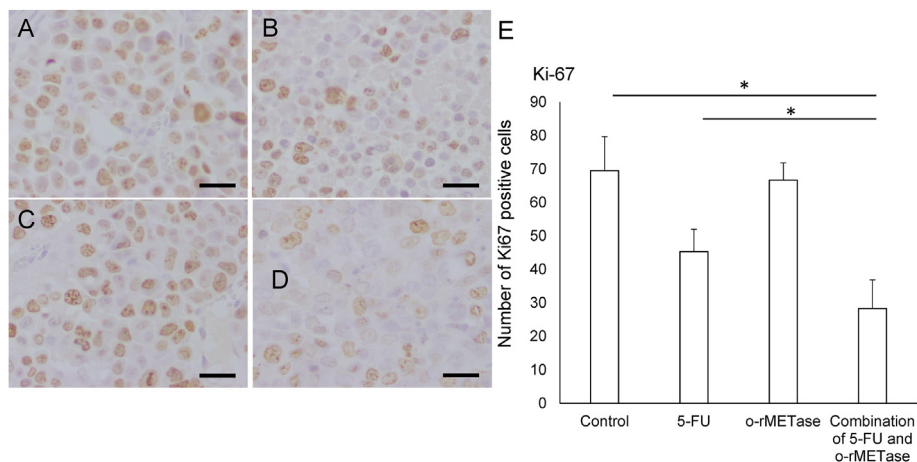 A
B
C
D
E
Ki-67
*
*
Number of Ki67 positive cells
90
80
70
60
50
40
30
20
10
0
Control
5-FU
o-rMETase
Combination
of 5-FU and
o-rMETase